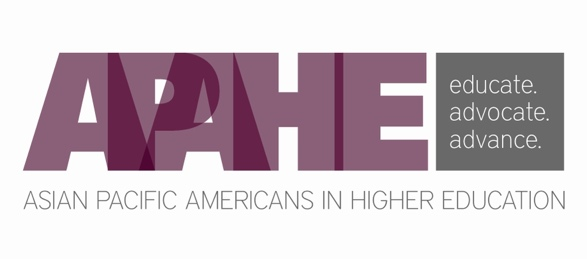 APAHE
educate.
advocate.
advance.
ASIAN PACIFIC AMERICANS IN HIGHER EDUCATION